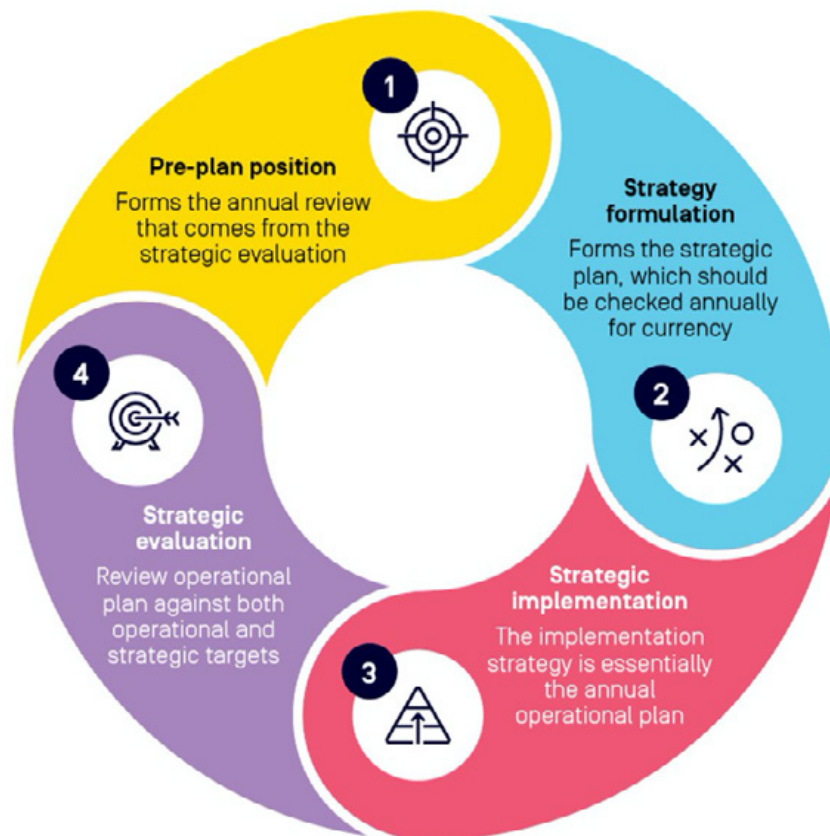 1
Pre-plan position
Forms the annual review
that comes from the
strategic evaluation
Strategy
formulation
Forms the strategic
plan, which should
be checked annually
for currency
2
Strategic
implementation
The implementation
strategy is essentially
the annual
operational plan
3
4
Strategic
evaluation
Review operational
plan against both
operational and
strategic targets